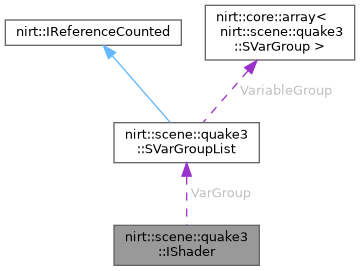 nirt::IReferenceCounted
nirt::core::array<
nirt::scene::quake3
::SVarGroup >
VariableGroup
nirt::scene::quake3
::SVarGroupList
VarGroup
nirt::scene::quake3
::IShader